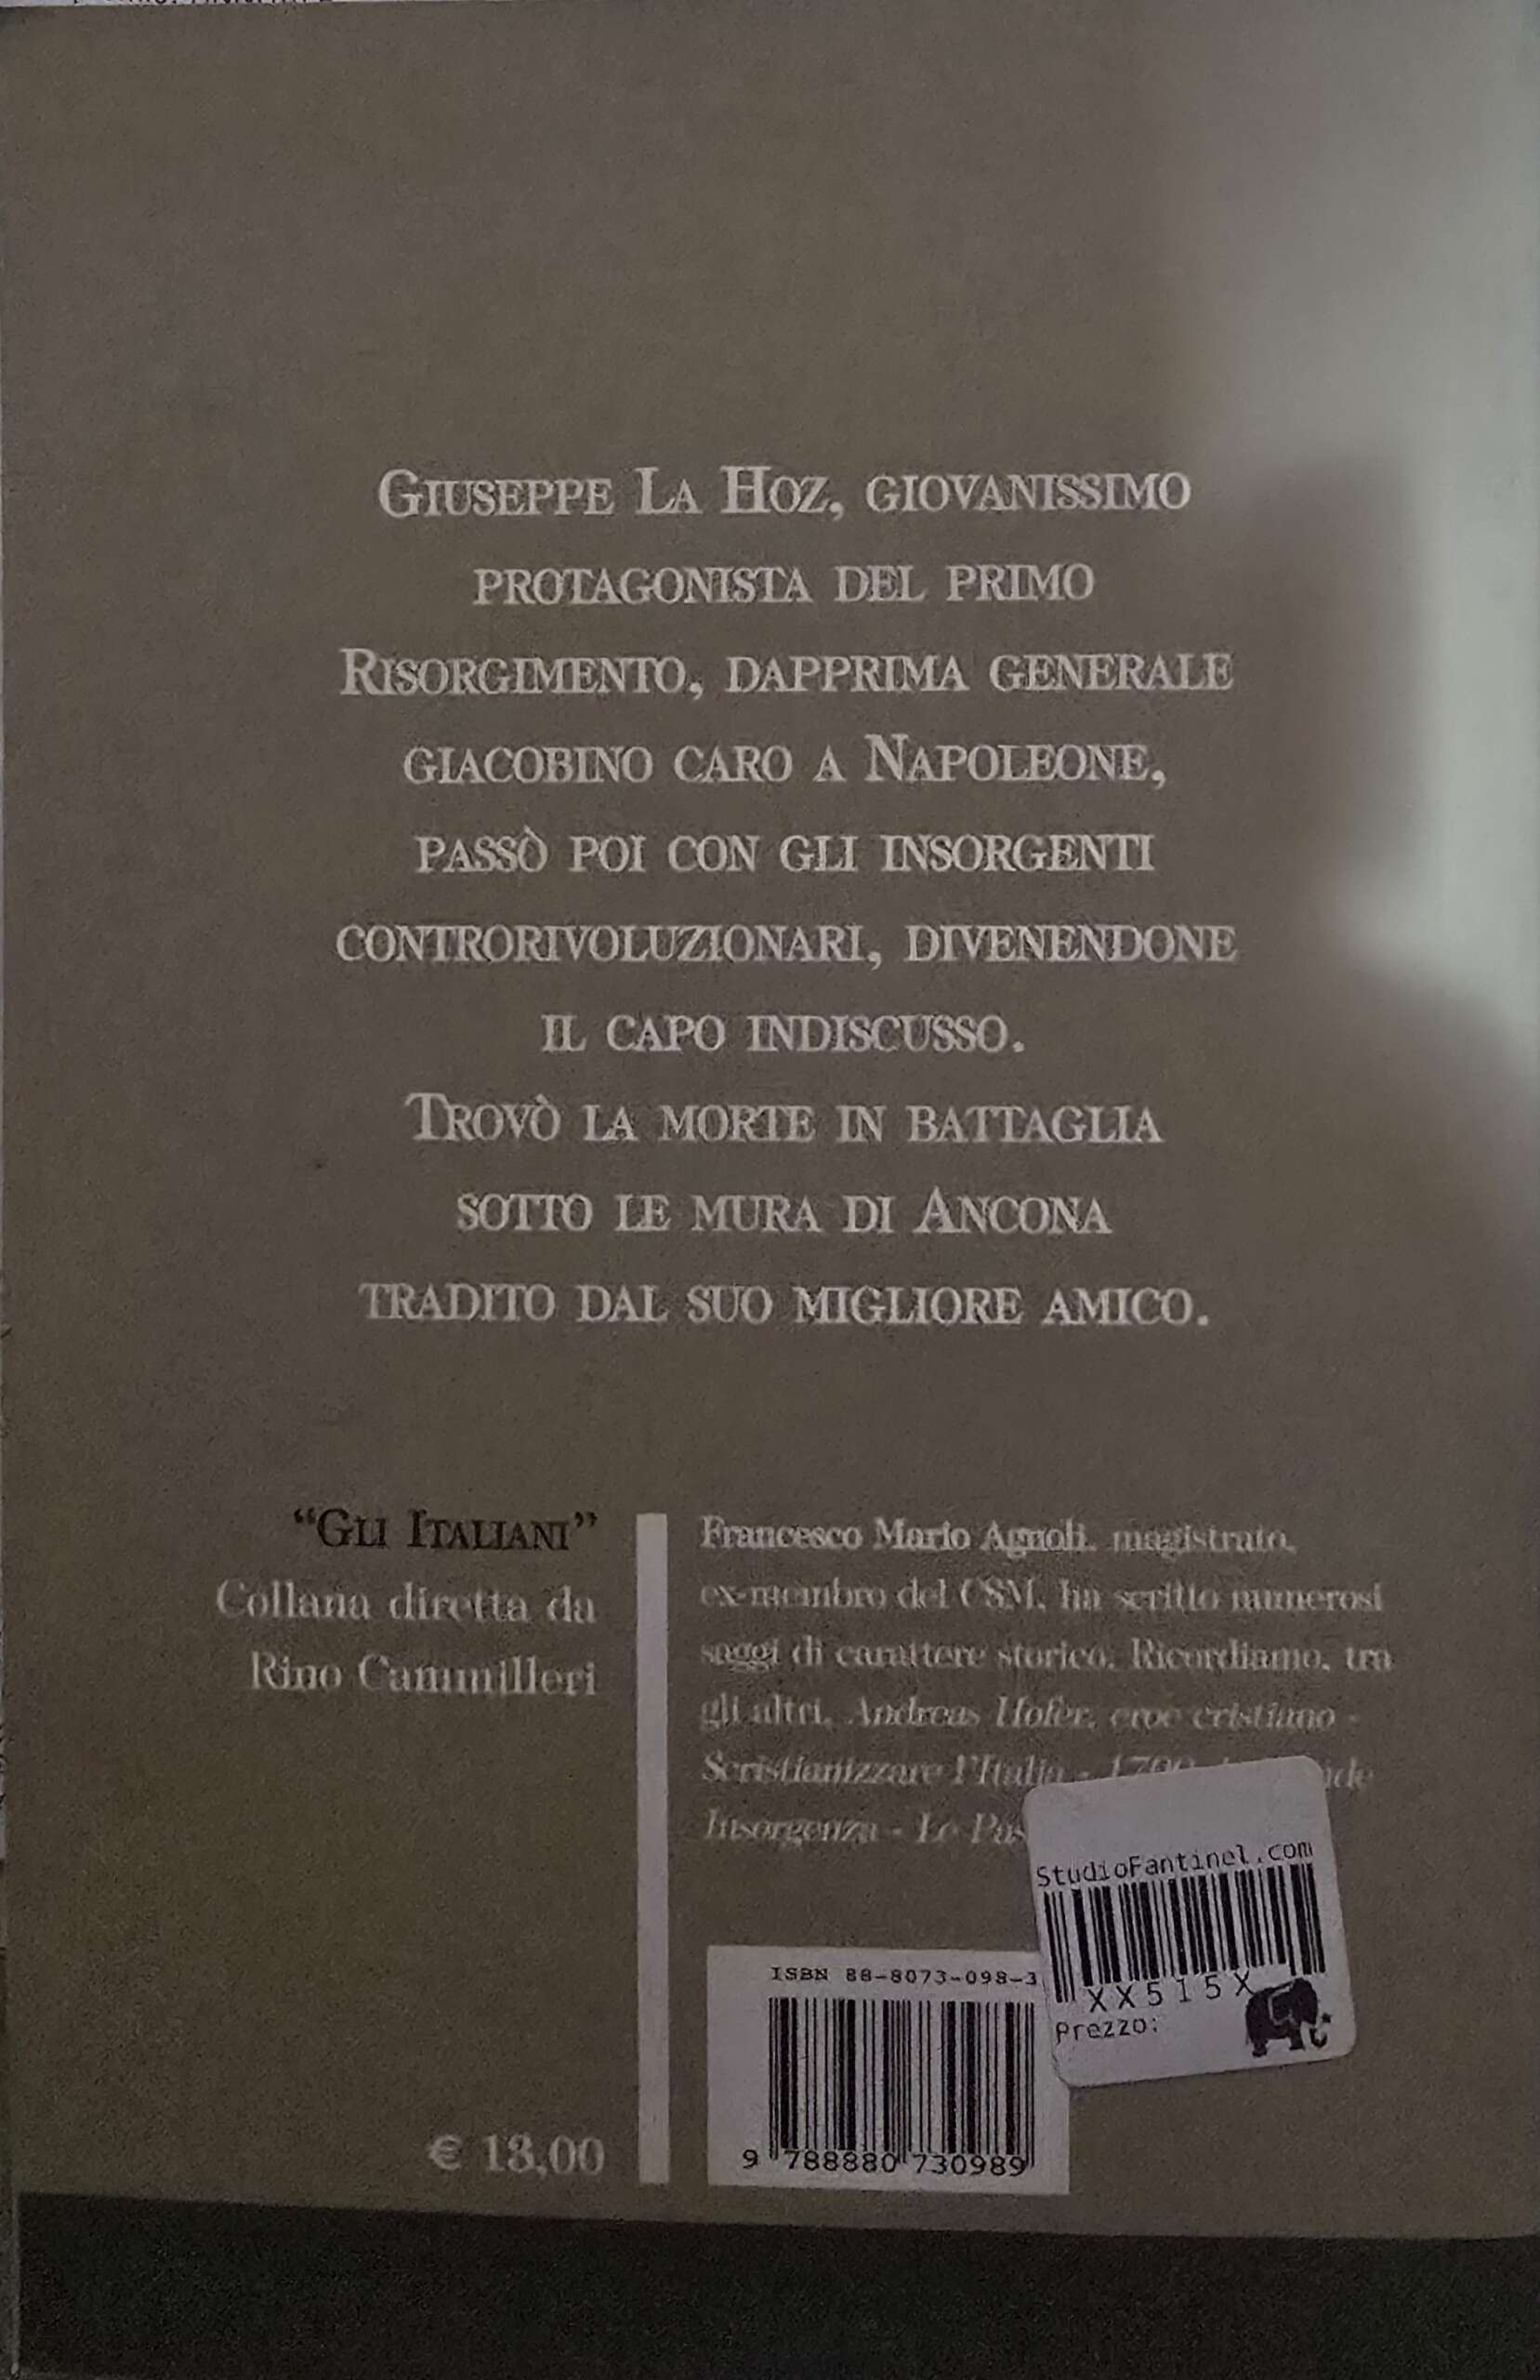 GIUSEPPE LA HOZ, GIOVANISSIMO
PROTAGONISTA DEL PRIMO
RISORGIMENTO, DAPPRIMA GENERALE
GIACOBINO CARO A NAPOLEONE,
PASSÒ POI CON GLI INSORGENTI
CONTRORIVOLUZIONARI, DIVENENDONE
IL CAPO INDISCUSSO.
TROVÒ LA MORTE IN BATTAGLIA
SOTTO LE MURA DI ANCONA
TRADITO DAL SUO MIGLIORE AMICO.
“GLI ITALIANI”
Collana diretta da
Rino Cammilleri
€ 13,00
Francesco Mario Agnoli, magistrato,
ex-membro del CSM, ha scritto numerosi
saggi di carattere storico. Ricordiamo, tra
gli altri, Andreas Hofer, eroe cristiano -
Scristianizzare l'Italia -
Insorgenza - Le
StudioFantinel.com
XX515X
Prezzo:
ISBN 88-8073-098-3
9 788880 730989